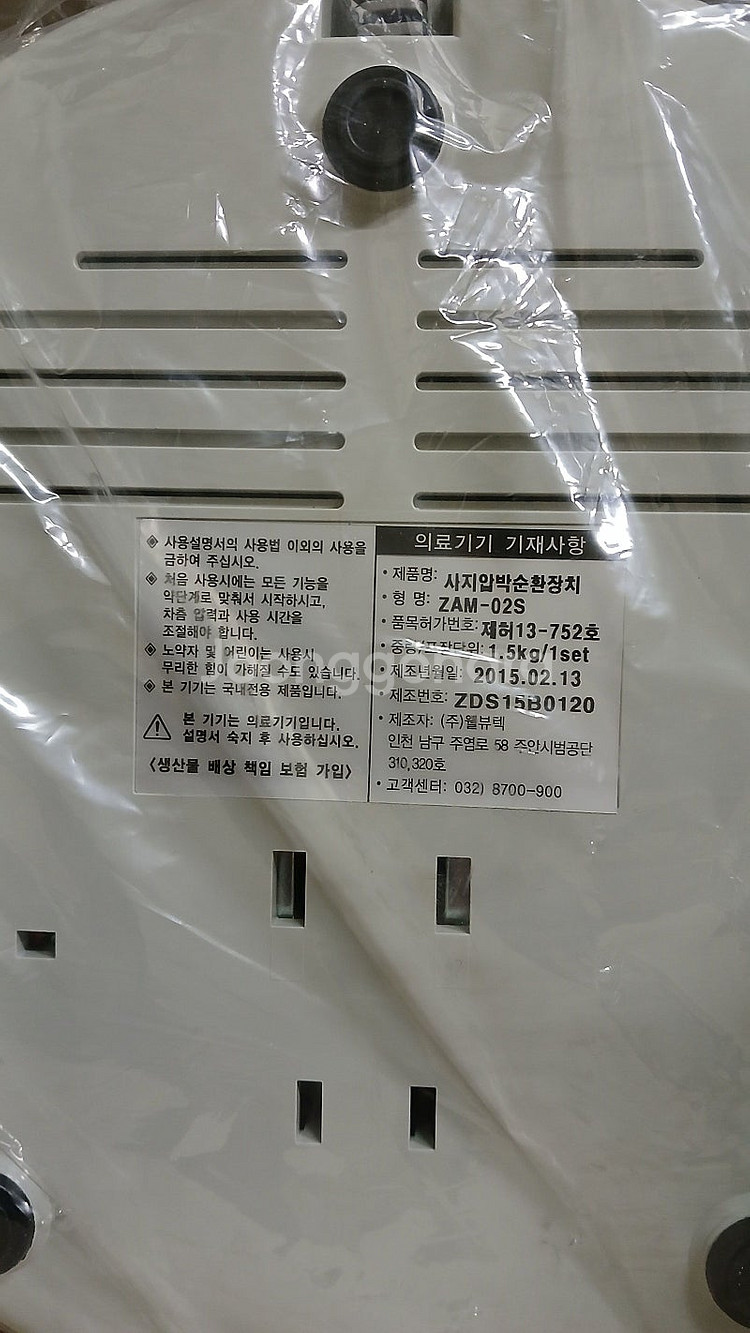 ◈ 사용설명서의 사용법 이외의 사용을
금하여 주십시오.
◈ 처음 사용시에는 모든 기능을
약단계로 맞춰서 시작하시고,
차츰 압력과 사용 시간을
조절해야 합니다.
◈ 노약자 및 어린이는 사용시
무리한 힘이 가해질 수도 있습니다.
◈ 본 기기는 국내전용 제품입니다.
본 기기는 의료기기입니다.
설명서 숙지 후 사용하십시오.
〈생산물 배상 책임 보험 가입〉
의료기기 기재사항
• 제품명: 사지압박순환장치
• 형 명: ZAM-02S
• 품목허가번호: 제허13-752호
• 중량/포장단위: 1.5kg/1set
• 제조년월일: 2015.02.13
• 제조번호: ZDS15B0120
• 제조자: (주)웰뷰텍
인천 남구 주염로 58 주안시범공단
310,320호
• 고객센터: 032) 8700-900